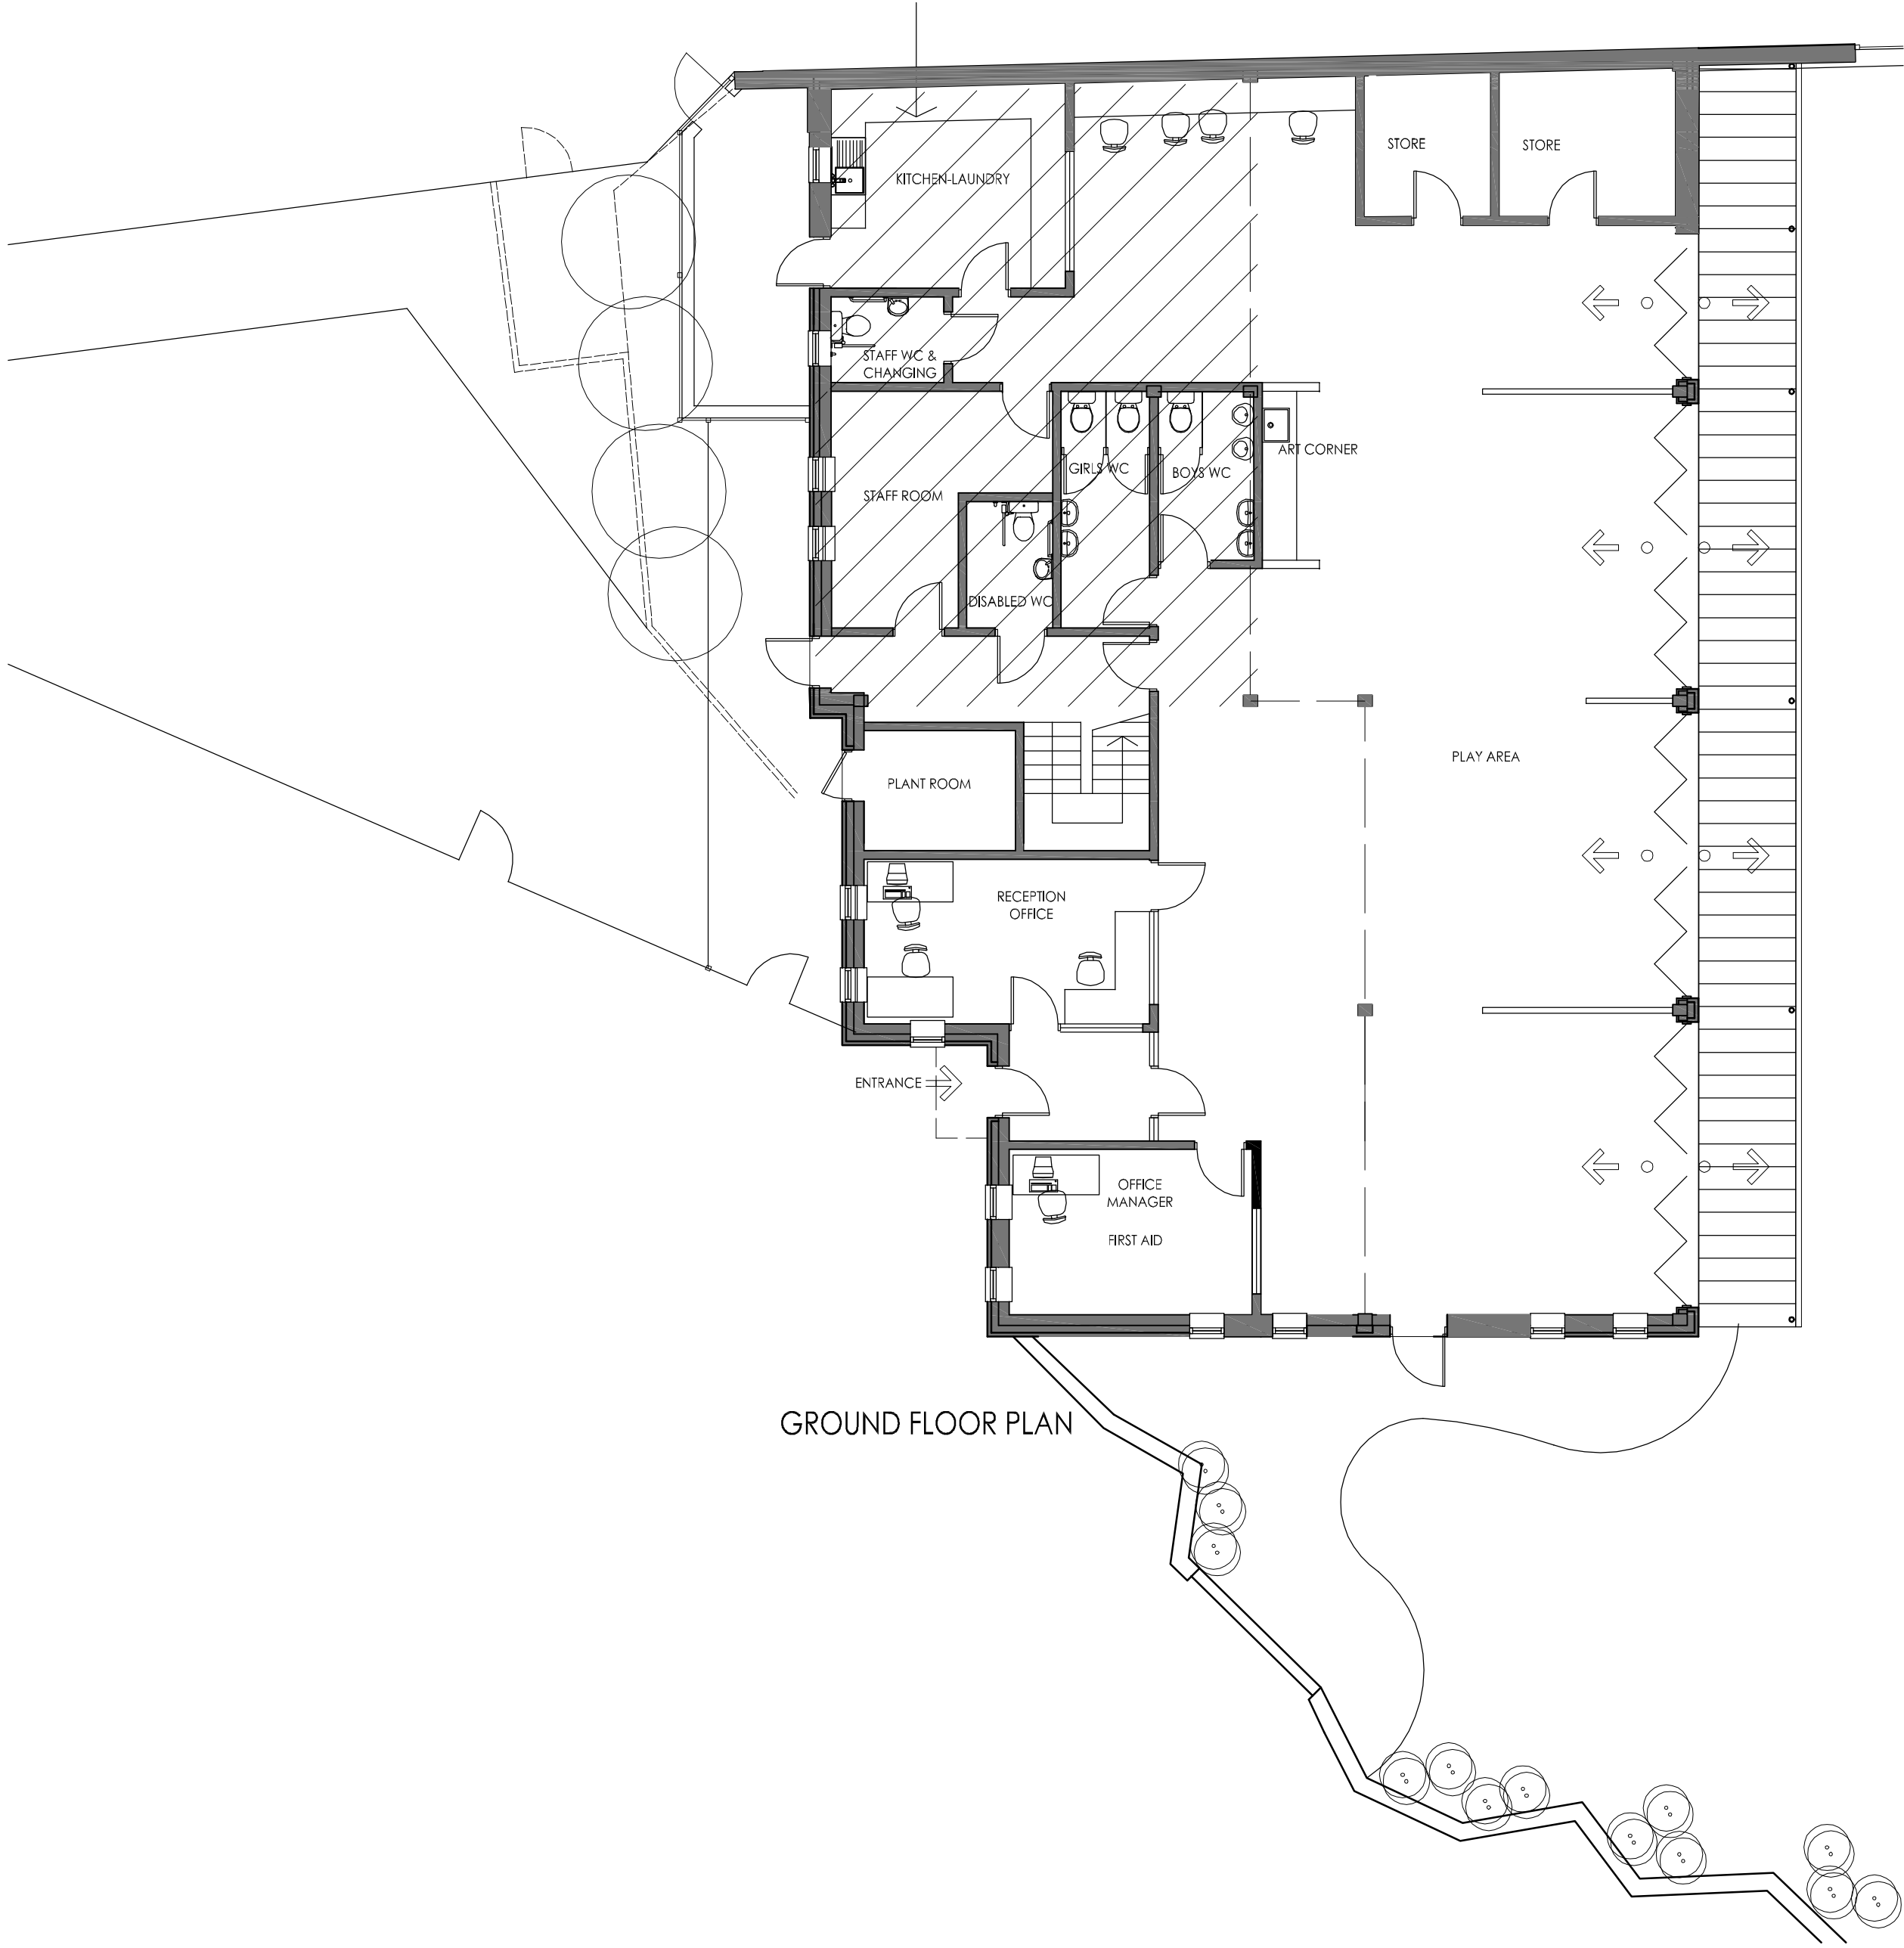 STORE
STORE
KITCHEN-LAUNDRY
STAFF WC &
CHANGING
ART CORNER
GIRLS WC
BOYS WC
STAFF ROOM
DISABLED WC
PLAY AREA
PLANT ROOM
RECEPTION
OFFICE
ENTRANCE
OFFICE
MANAGER
FIRST AID
GROUND FLOOR PLAN